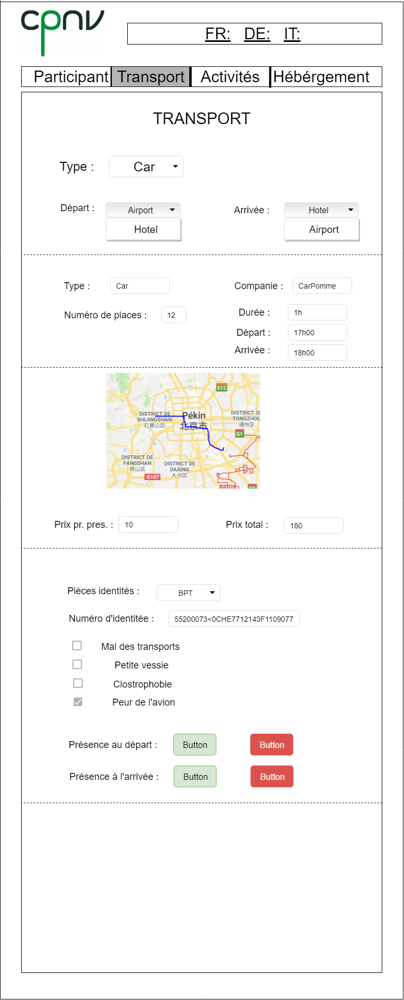 cpnv
FR: DE: IT:
Participant Transport Activités Hébérgement
TRANSPORT
Type : Car
Départ : Airport Arrivée : Hotel
Hotel Airport
Type : Car Companie : CarPomme
Numéro de places : 12 Durée : 1h
Départ : 17h00
Arrivée : 18h00
S12
DISTRICT DE
SHIJINGSHAN
石景山区
Pékin
北京市
DISTRICT DI
TONGZHOU
通州区
G1
DISTRICT DE
FANGSHAN
房山区
DISTRICT DE
DAXING
大兴区
G107
G105
Prix pr. pres. : 10 Prix total : 180
Pièces identités : BPT
Numéro d'identitée : 55200073<0CHE7712143F1109077
Mal des transports
Petite vessie
Clostrophobie
Peur de l'avion
Présence au départ : Button Button
Présence à l'arrivée : Button Button